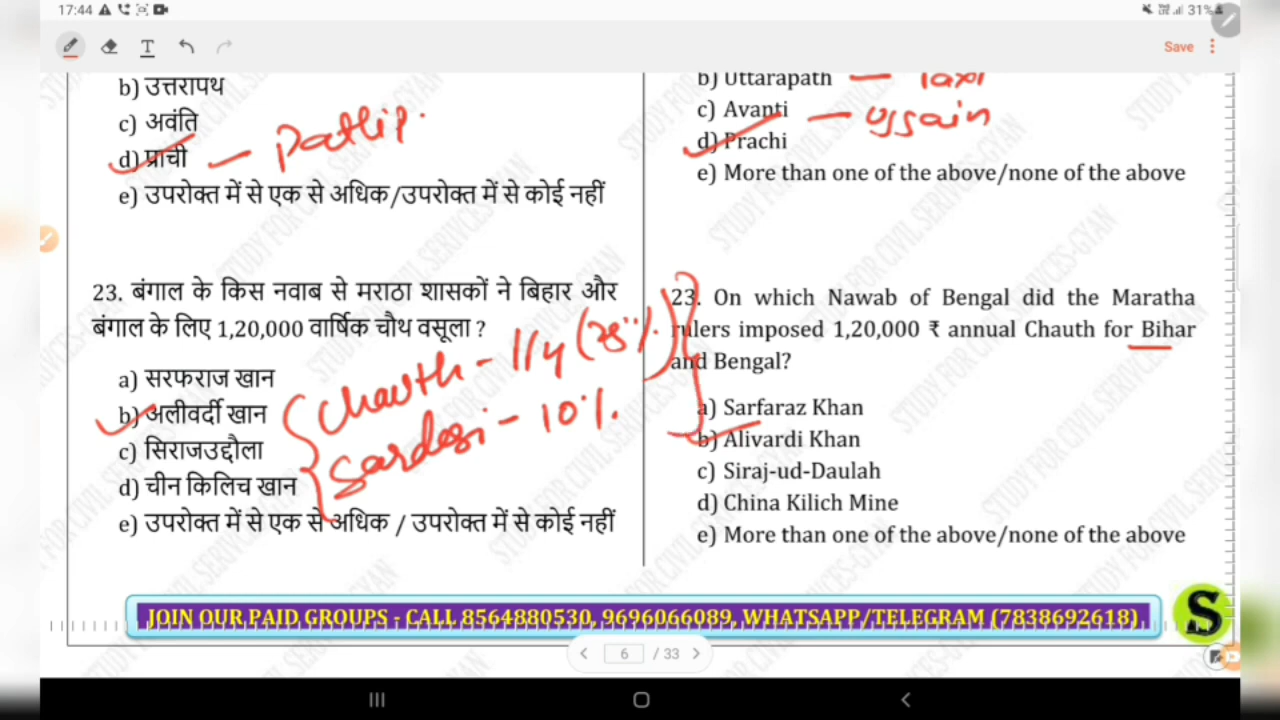 17:44
31%
Save
b) उत्तरापथ
c) अवंति
d) प्राची — Patlip.
e) उपरोक्त में से एक से अधिक/उपरोक्त में से कोई नहीं
23. बंगाल के किस नवाब से मराठा शासकों ने बिहार और
बंगाल के लिए 1,20,000 वार्षिक चौथ वसूला ?
a) सरफराज खान
b) अलीवर्दी खान
c) सिराजउद्दौला
d) चीन किलिच खान
e) उपरोक्त में से एक से अधिक / उपरोक्त में से कोई नहीं
Chauth - 1/4 (25%)
Sardesi - 10%.
b) Uttarapath —
c) Avanti — Ujjain
d) Prachi
e) More than one of the above/none of the above
23. On which Nawab of Bengal did the Maratha
rulers imposed 1,20,000 ₹ annual Chauth for Bihar
and Bengal?
a) Sarfaraz Khan
b) Alivardi Khan
c) Siraj-ud-Daulah
d) China Kilich Mine
e) More than one of the above/none of the above
JOIN OUR PAID GROUPS - CALL 8564880530, 9696066089, WHATSAPP/TELEGRAM (7838692618)
S
6 / 33